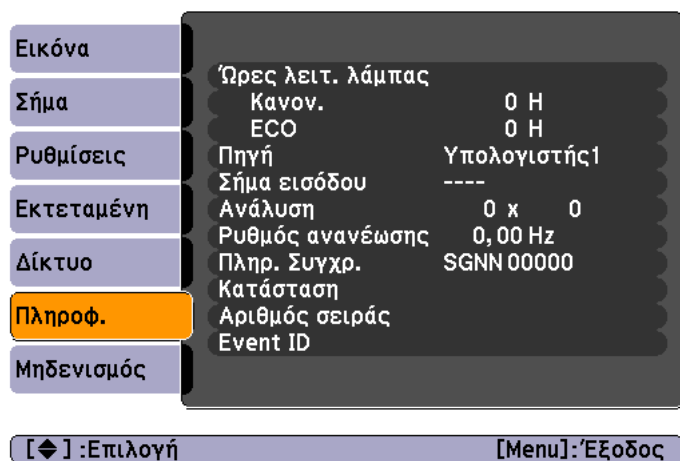 Εικόνα
Σήμα
Ρυθμίσεις
Εκτεταμένη
Δίκτυο
Πληροφ.
Μηδενισμός
Ώρες λειτ. λάμπας
Κανον. 0 H
ECO 0 H
Πηγή Υπολογιστής1
Σήμα εισόδου ----
Ανάλυση 0 x 0
Ρυθμός ανανέωσης 0,00 Hz
Πληρ. Συγχρ. SGNN 00000
Κατάσταση
Αριθμός σειράς
Event ID
[◆] :Επιλογή [Menu]:Έξοδος